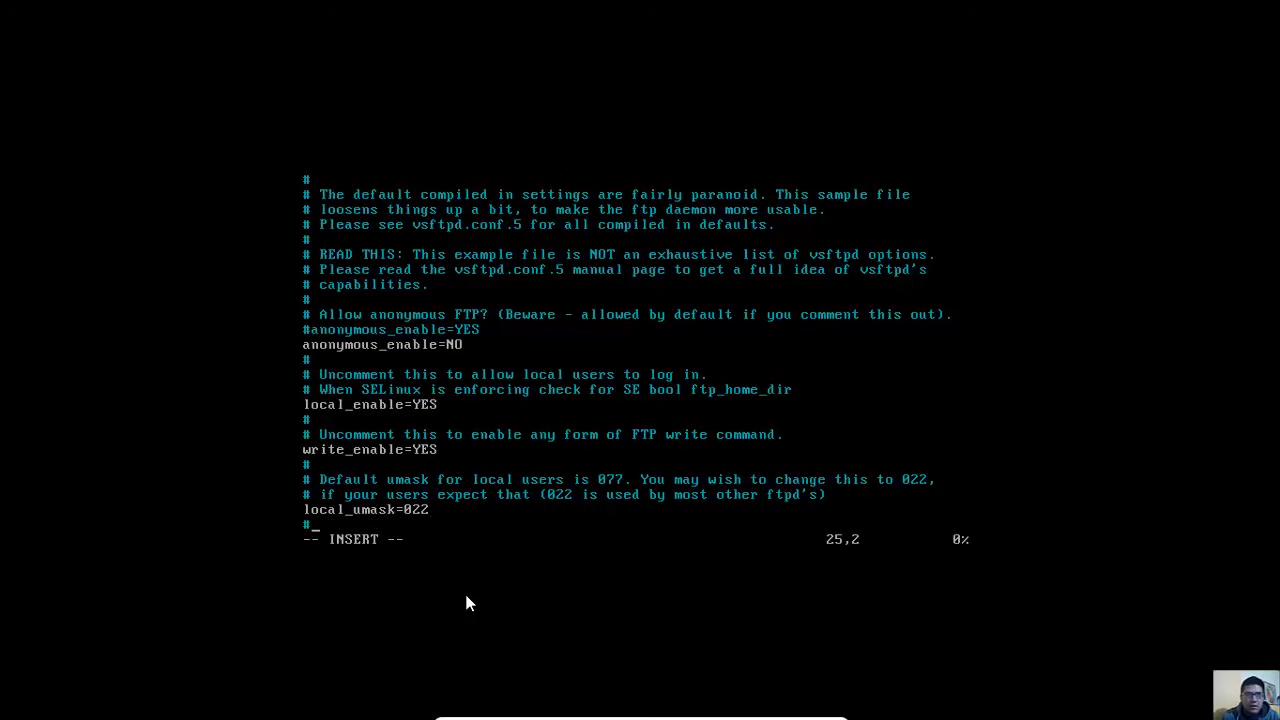 #
# The default compiled in settings are fairly paranoid. This sample file
# loosens things up a bit, to make the ftp daemon more usable.
# Please see vsftpd.conf.5 for all compiled in defaults.
#
# READ THIS: This example file is NOT an exhaustive list of vsftpd options.
# Please read the vsftpd.conf.5 manual page to get a full idea of vsftpd's
# capabilities.
#
# Allow anonymous FTP? (Beware - allowed by default if you comment this out).
#anonymous_enable=YES
anonymous_enable=NO
#
# Uncomment this to allow local users to log in.
# When SELinux is enforcing check for SE bool ftp_home_dir
local_enable=YES
#
# Uncomment this to enable any form of FTP write command.
write_enable=YES
#
# Default umask for local users is 077. You may wish to change this to 022,
# if your users expect that (022 is used by most other ftpd's)
local_umask=022
#_
-- INSERT -- 25,2 0%